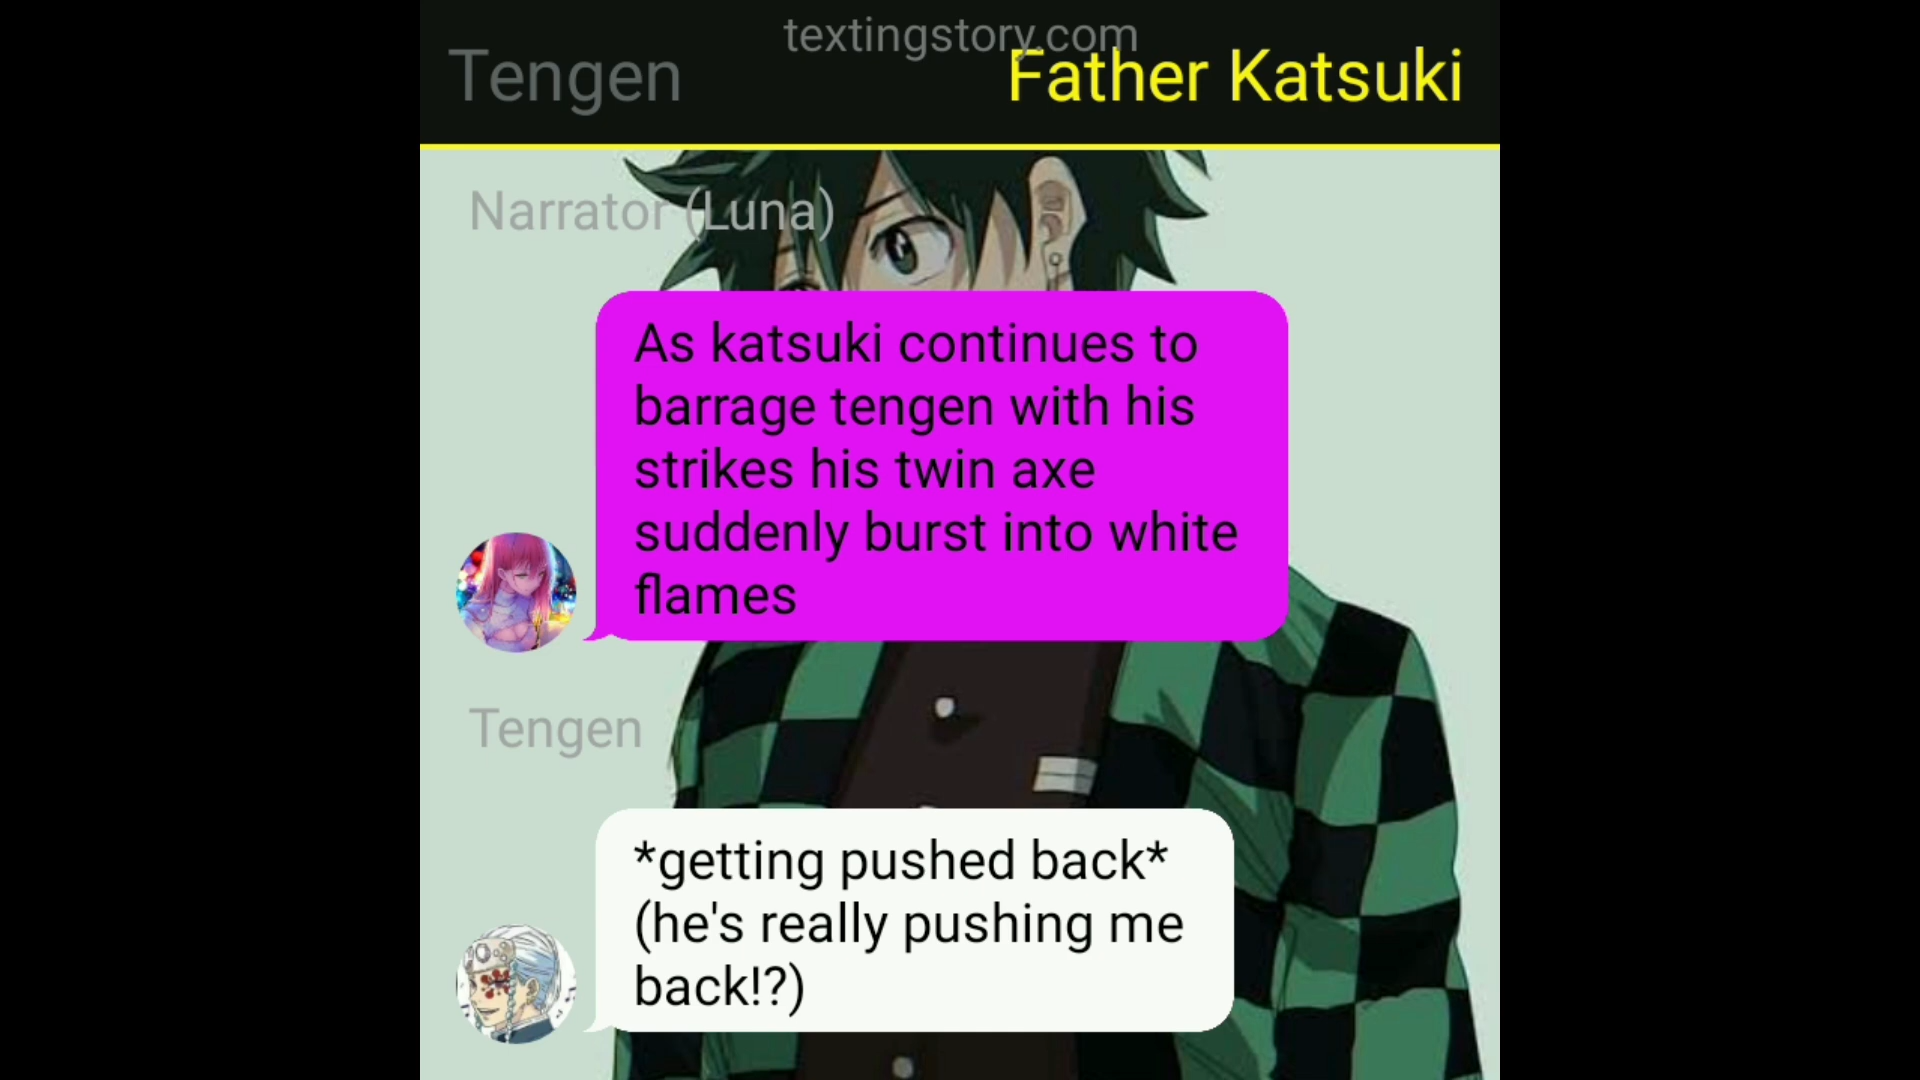 textingstory.com
Tengen Father Katsuki
Narrator (Luna)
As katsuki continues to
barrage tengen with his
strikes his twin axe
suddenly burst into white
flames
Tengen
*getting pushed back*
(he's really pushing me
back!?)